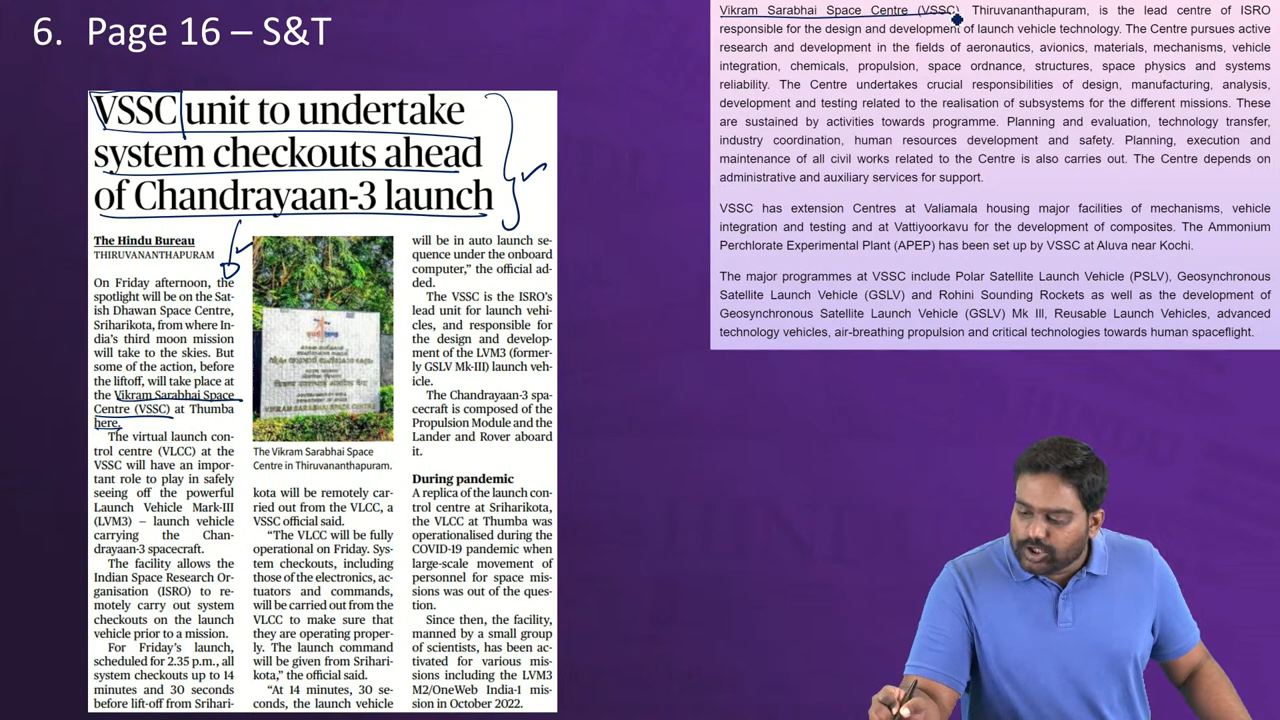 6. Page 16 – S&T
VSSC unit to undertake
system checkouts ahead
of Chandrayaan-3 launch
The Hindu Bureau
THIRUVANANTHAPURAM
On Friday afternoon, the
spotlight will be on the Sat-
ish Dhawan Space Centre,
Sriharikota, from where In-
dia's third moon mission
will take to the skies. But
some of the action, before
the liftoff, will take place at
the Vikram Sarabhai Space
Centre (VSSC) at Thumba
here.
The virtual launch con-
trol centre (VLCC) at the
VSSC will have an impor-
tant role to play in safely
seeing off the powerful
Launch Vehicle Mark-III
(LVM3) – launch vehicle
carrying the Chan-
drayaan-3 spacecraft.
The facility allows the
Indian Space Research Or-
ganisation (ISRO) to re-
motely carry out system
checkouts on the launch
vehicle prior to a mission.
For Friday's launch,
scheduled for 2.35 p.m., all
system checkouts up to 14
minutes and 30 seconds
before lift-off from Srihari-
VIKRAM SARABHAI SPACE CENTRE
The Vikram Sarabhai Space
Centre in Thiruvananthapuram.
kota will be remotely car-
ried out from the VLCC, a
VSSC official said.
"The VLCC will be fully
operational on Friday. Sys-
tem checkouts, including
those of the electronics, ac-
tuators and commands,
will be carried out from the
VLCC to make sure that
they are operating proper-
ly. The launch command
will be given from Srihari-
kota," the official said.
"At 14 minutes, 30 se-
conds, the launch vehicle
will be in auto launch se-
quence under the onboard
computer," the official ad-
ded.
The VSSC is the ISRO's
lead unit for launch vehi-
cles, and responsible for
the design and develop-
ment of the LVM3 (former-
ly GSLV Mk-III) launch veh-
icle.
The Chandrayaan-3 spa-
cecraft is composed of the
Propulsion Module and the
Lander and Rover aboard
it.
During pandemic
A replica of the launch con-
trol centre at Sriharikota,
the VLCC at Thumba was
operationalised during the
COVID-19 pandemic when
large-scale movement of
personnel for space mis-
sions was out of the ques-
tion.
Since then, the facility,
manned by a small group
of scientists, has been ac-
tivated for various mis-
sions including the LVM3
M2/OneWeb India-1 mis-
sion in October 2022.
Vikram Sarabhai Space Centre (VSSC) Thiruvananthapuram, is the lead centre of ISRO
responsible for the design and development of launch vehicle technology. The Centre pursues active
research and development in the fields of aeronautics, avionics, materials, mechanisms, vehicle
integration, chemicals, propulsion, space ordnance, structures, space physics and systems
reliability. The Centre undertakes crucial responsibilities of design, manufacturing, analysis,
development and testing related to the realisation of subsystems for the different missions. These
are sustained by activities towards programme. Planning and evaluation, technology transfer,
industry coordination, human resources development and safety. Planning, execution and
maintenance of all civil works related to the Centre is also carries out. The Centre depends on
administrative and auxiliary services for support.
VSSC has extension Centres at Valiamala housing major facilities of mechanisms, vehicle
integration and testing and at Vattiyoorkavu for the development of composites. The Ammonium
Perchlorate Experimental Plant (APEP) has been set up by VSSC at Aluva near Kochi.
The major programmes at VSSC include Polar Satellite Launch Vehicle (PSLV), Geosynchronous
Satellite Launch Vehicle (GSLV) and Rohini Sounding Rockets as well as the development of
Geosynchronous Satellite Launch Vehicle (GSLV) Mk III, Reusable Launch Vehicles, advanced
technology vehicles, air-breathing propulsion and critical technologies towards human spaceflight.